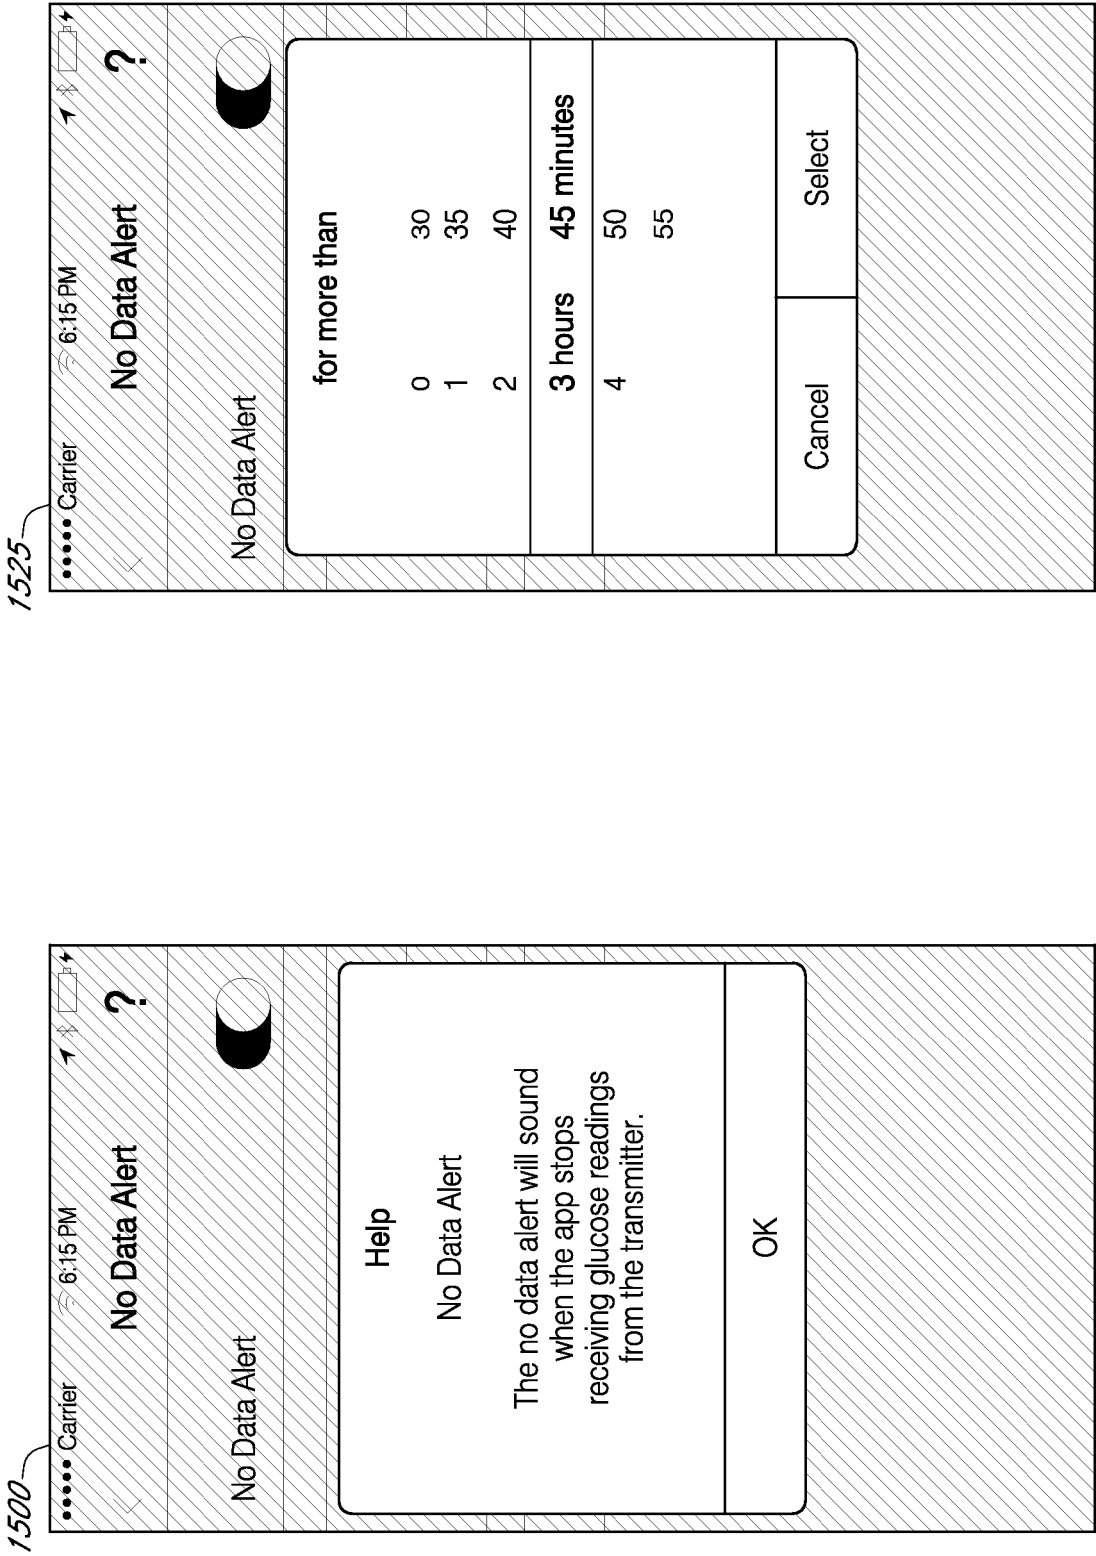 1500
••••• Carrier 6:15 PM
No Data Alert ?
No Data Alert
Help
No Data Alert
The no data alert will sound
when the app stops
receiving glucose readings
from the transmitter.
OK
1525
••••• Carrier 6:15 PM
No Data Alert ?
No Data Alert
for more than
0 30
1 35
2 40
3 hours 45 minutes
4 50
55
Cancel Select